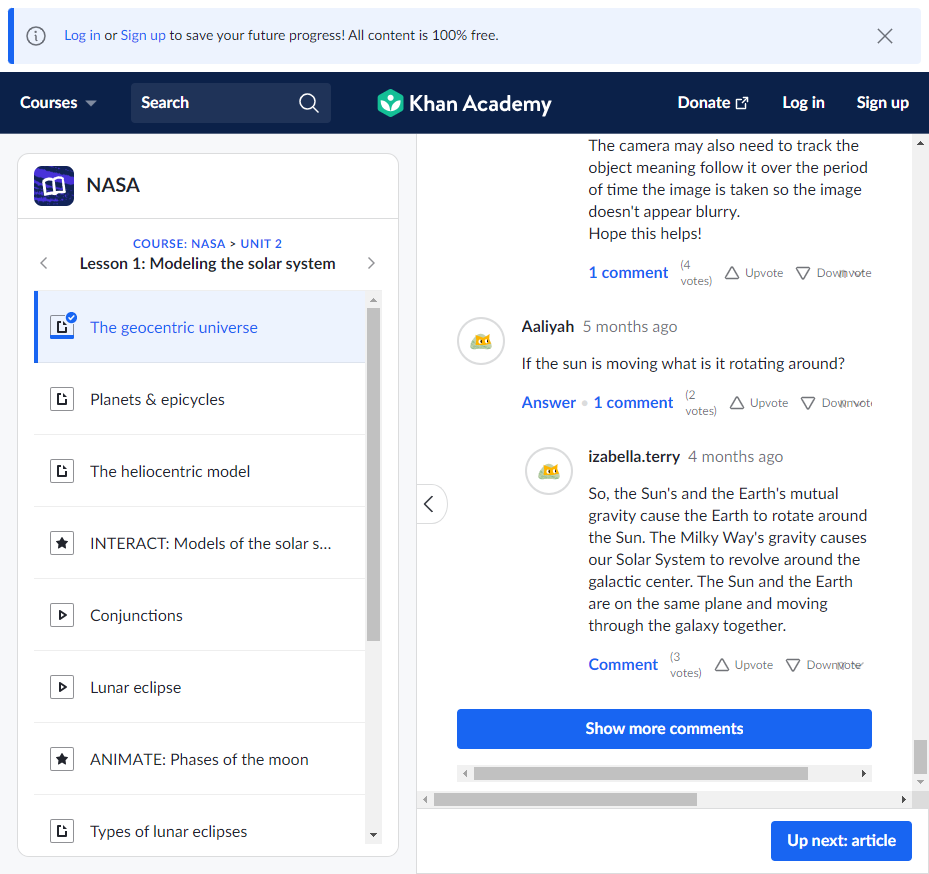 Log in or Sign up to save your future progress! All content is 100% free.
Courses
Search
Khan Academy
Donate
Log in
Sign up
NASA
COURSE: NASA > UNIT 2
Lesson 1: Modeling the solar system
The geocentric universe
Planets & epicycles
The heliocentric model
INTERACT: Models of the solar s...
Conjunctions
Lunar eclipse
ANIMATE: Phases of the moon
Types of lunar eclipses
The camera may also need to track the
object meaning follow it over the period
of time the image is taken so the image
doesn't appear blurry.
Hope this helps!
1 comment
(4
votes)
Upvote
Downvote
Aaliyah 5 months ago
If the sun is moving what is it rotating around?
Answer • 1 comment
(2
votes)
Upvote
Downvote
izabella.terry 4 months ago
So, the Sun's and the Earth's mutual
gravity cause the Earth to rotate around
the Sun. The Milky Way's gravity causes
our Solar System to revolve around the
galactic center. The Sun and the Earth
are on the same plane and moving
through the galaxy together.
Comment
(3
votes)
Upvote
Downvote
Show more comments
Up next: article